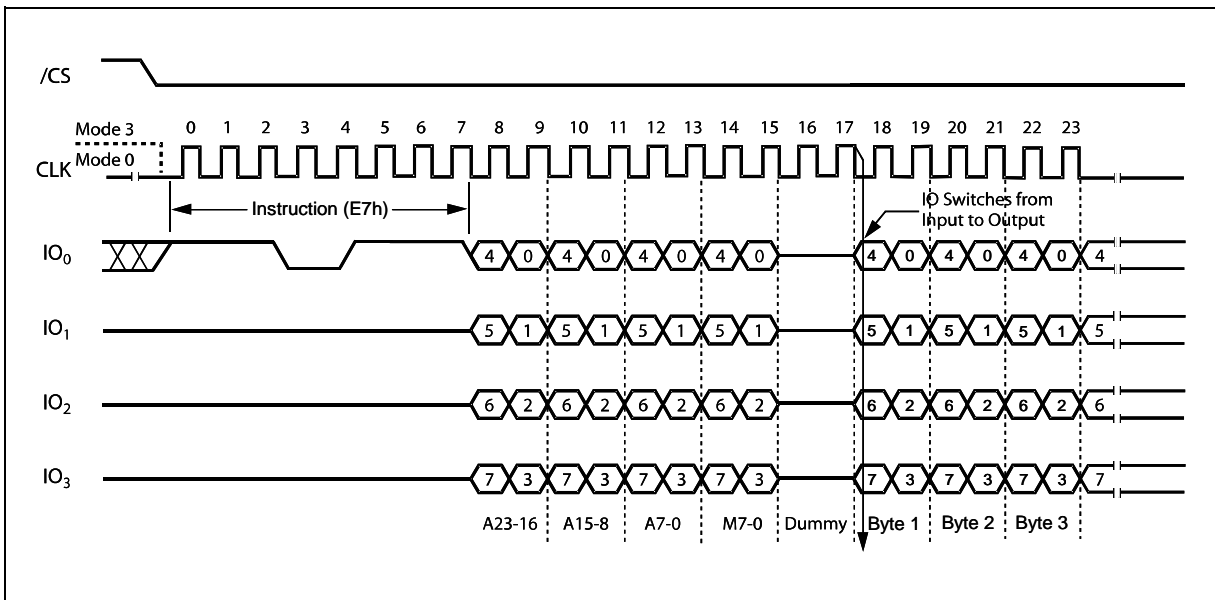 /CS
Mode 3
0 1 2 3 4 5 6 7 8 9 10 11 12 13 14 15 16 17 18 19 20 21 22 23
CLK Mode 0
Instruction (E7h)
IO Switches from
Input to Output
IO0 4 0 4 0 4 0 4 0 4 0 4 0 4 0 4
IO1 5 1 5 1 5 1 5 1 5 1 5 1 5 1 5
IO2 6 2 6 2 6 2 6 2 6 2 6 2 6 2 6
IO3 7 3 7 3 7 3 7 3 7 3 7 3 7 3 7
A23-16 A15-8 A7-0 M7-0 Dummy Byte 1 Byte 2 Byte 3